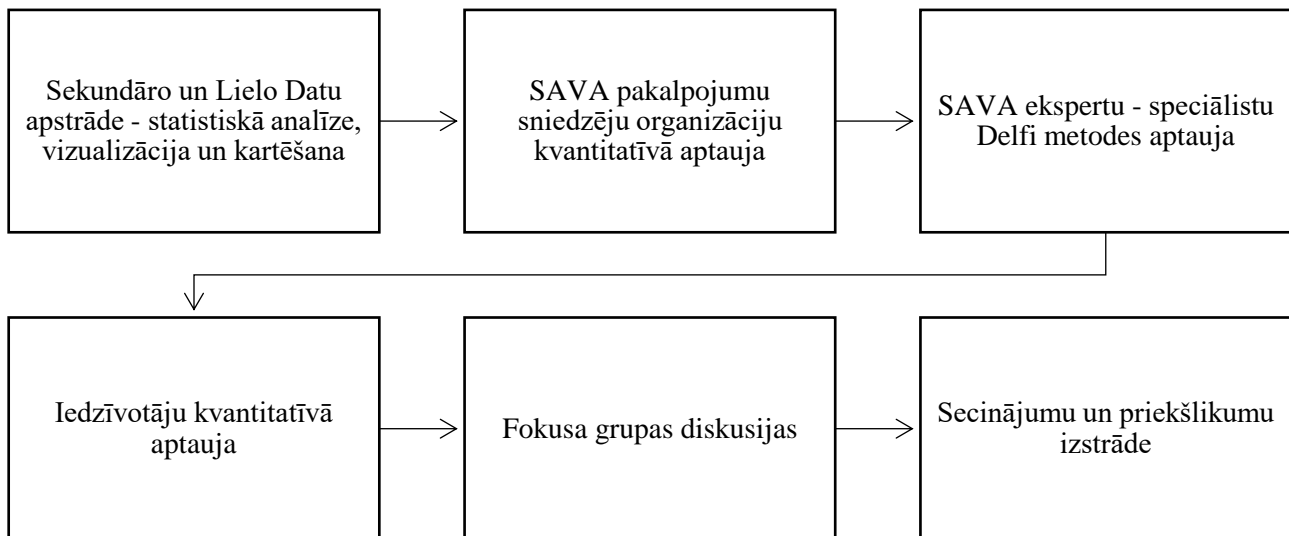 Sekundāro un Lielo Datu
apstrāde - statistiskā analīze,
vizualizācija un kartēšana
SAVA pakalpojumu
sniedzēju organizāciju
kvantitatīvā aptauja
SAVA ekspertu - speciālistu
Delfi metodes aptauja
Iedzīvotāju kvantitatīvā
aptauja
Fokusa grupas diskusijas
Secinājumu un priekšlikumu
izstrāde